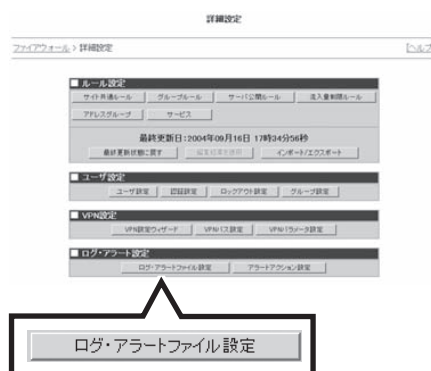 詳細設定
ファイアウォール > 詳細設定 [ヘルプ
■ ルール設定
サイト共通ルール グループルール サーバ公開ルール 流入量制限ルール
アドレスグループ サービス
最終更新日:2004年09月16日 17時34分56秒
最終更新状態に戻す 編集結果を適用 インポート/エクスポート
■ ユーザ設定
ユーザ設定 認証設定 ロックアウト設定 グループ設定
■ VPN設定
VPN設定ウィザード VPNパス設定 VPNパラメータ設定
■ ログ・アラート設定
ログ・アラートファイル設定 アラートアクション設定
ログ・アラートファイル設定